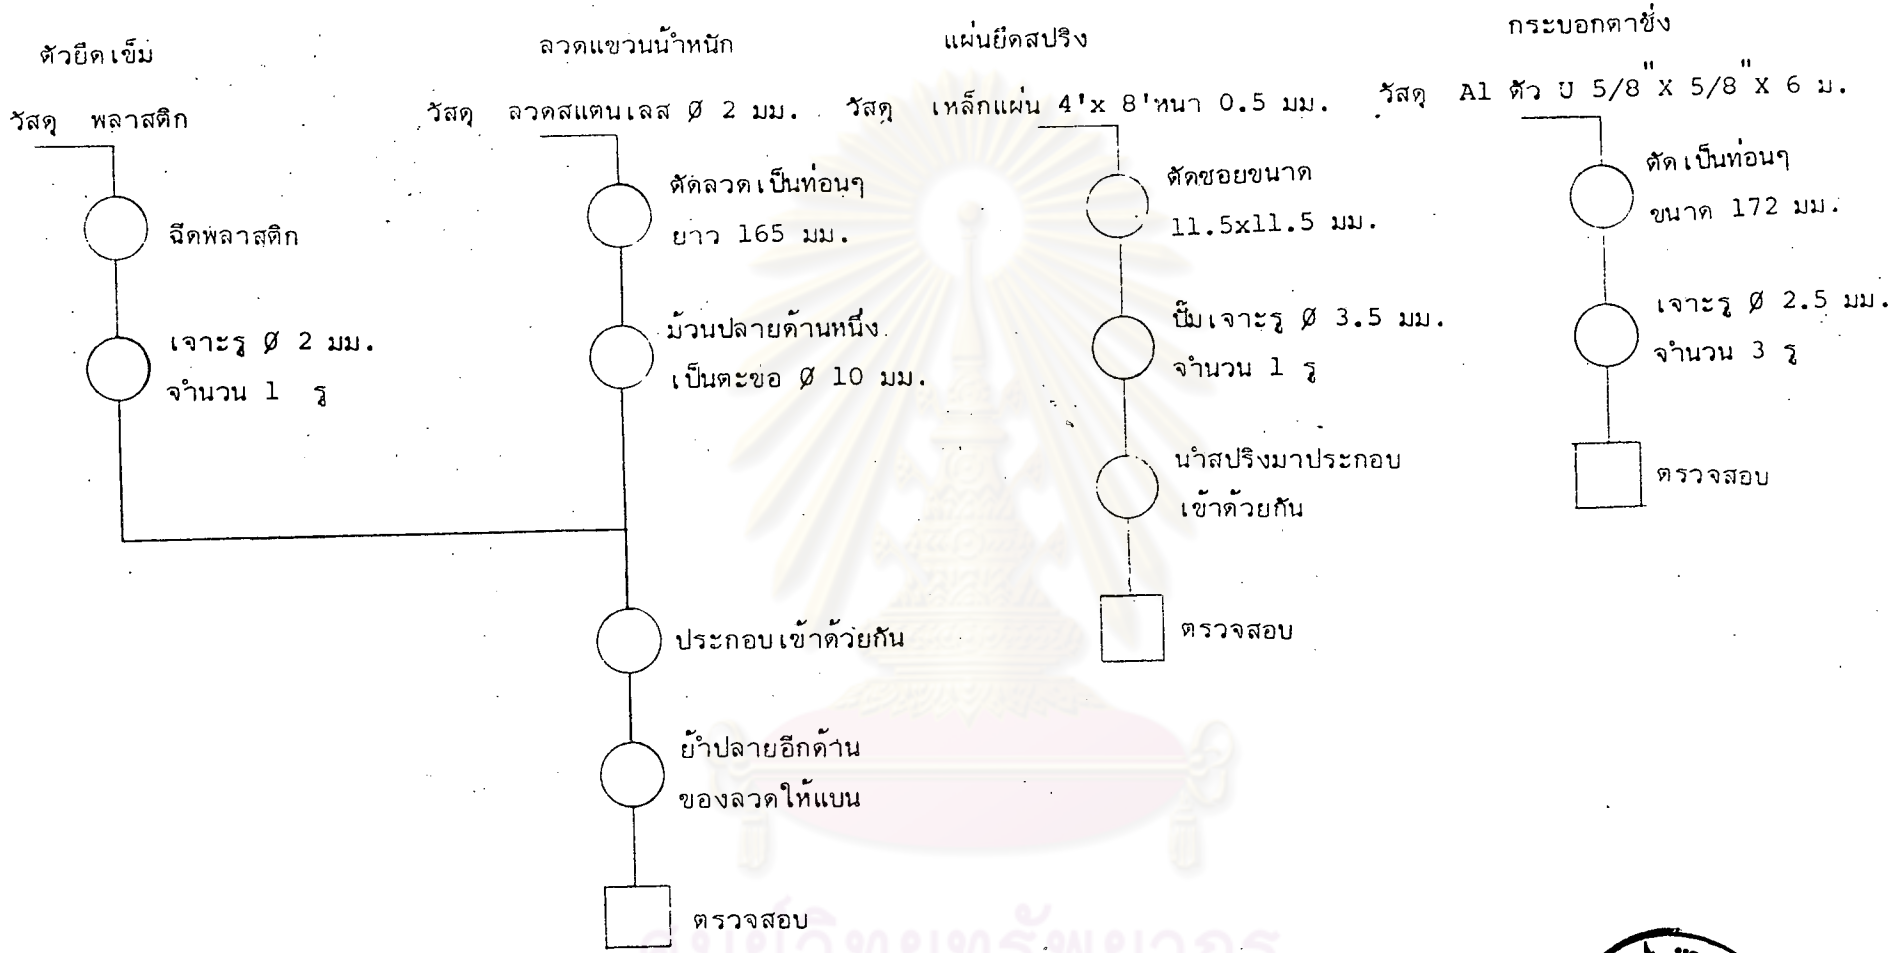 ตัวยึดเข็ม
วัสดุ พลาสติก
ฉีดพลาสติก
เจาะรู Ø 2 มม.
จำนวน 1 รู
ลวดแขวนน้ำหนัก
วัสดุ ลวดสแตนเลส Ø 2 มม.
ตัดลวดเป็นท่อนๆ
ยาว 165 มม.
ม้วนปลายด้านหนึ่ง
เป็นตะขอ Ø 10 มม.
ประกอบเข้าด้วยกัน
ย้ำปลายอีกด้าน
ของลวดให้แบน
ตรวจสอบ
แผ่นยึดสปริง
วัสดุ เหล็กแผ่น 4'x 8'หนา 0.5 มม.
ตัดซอยขนาด
11.5x11.5 มม.
ปั๊มเจาะรู Ø 3.5 มม.
จำนวน 1 รู
นำสปริงมาประกอบ
เข้าด้วยกัน
ตรวจสอบ
กระบอกตาชั่ง
วัสดุ Al ตัว U 5/8" X 5/8" X 6 ม.
ตัดเป็นท่อนๆ
ขนาด 172 มม.
เจาะรู Ø 2.5 มม.
จำนวน 3 รู
ตรวจสอบ
ศูนย์วิทยทรัพยากร